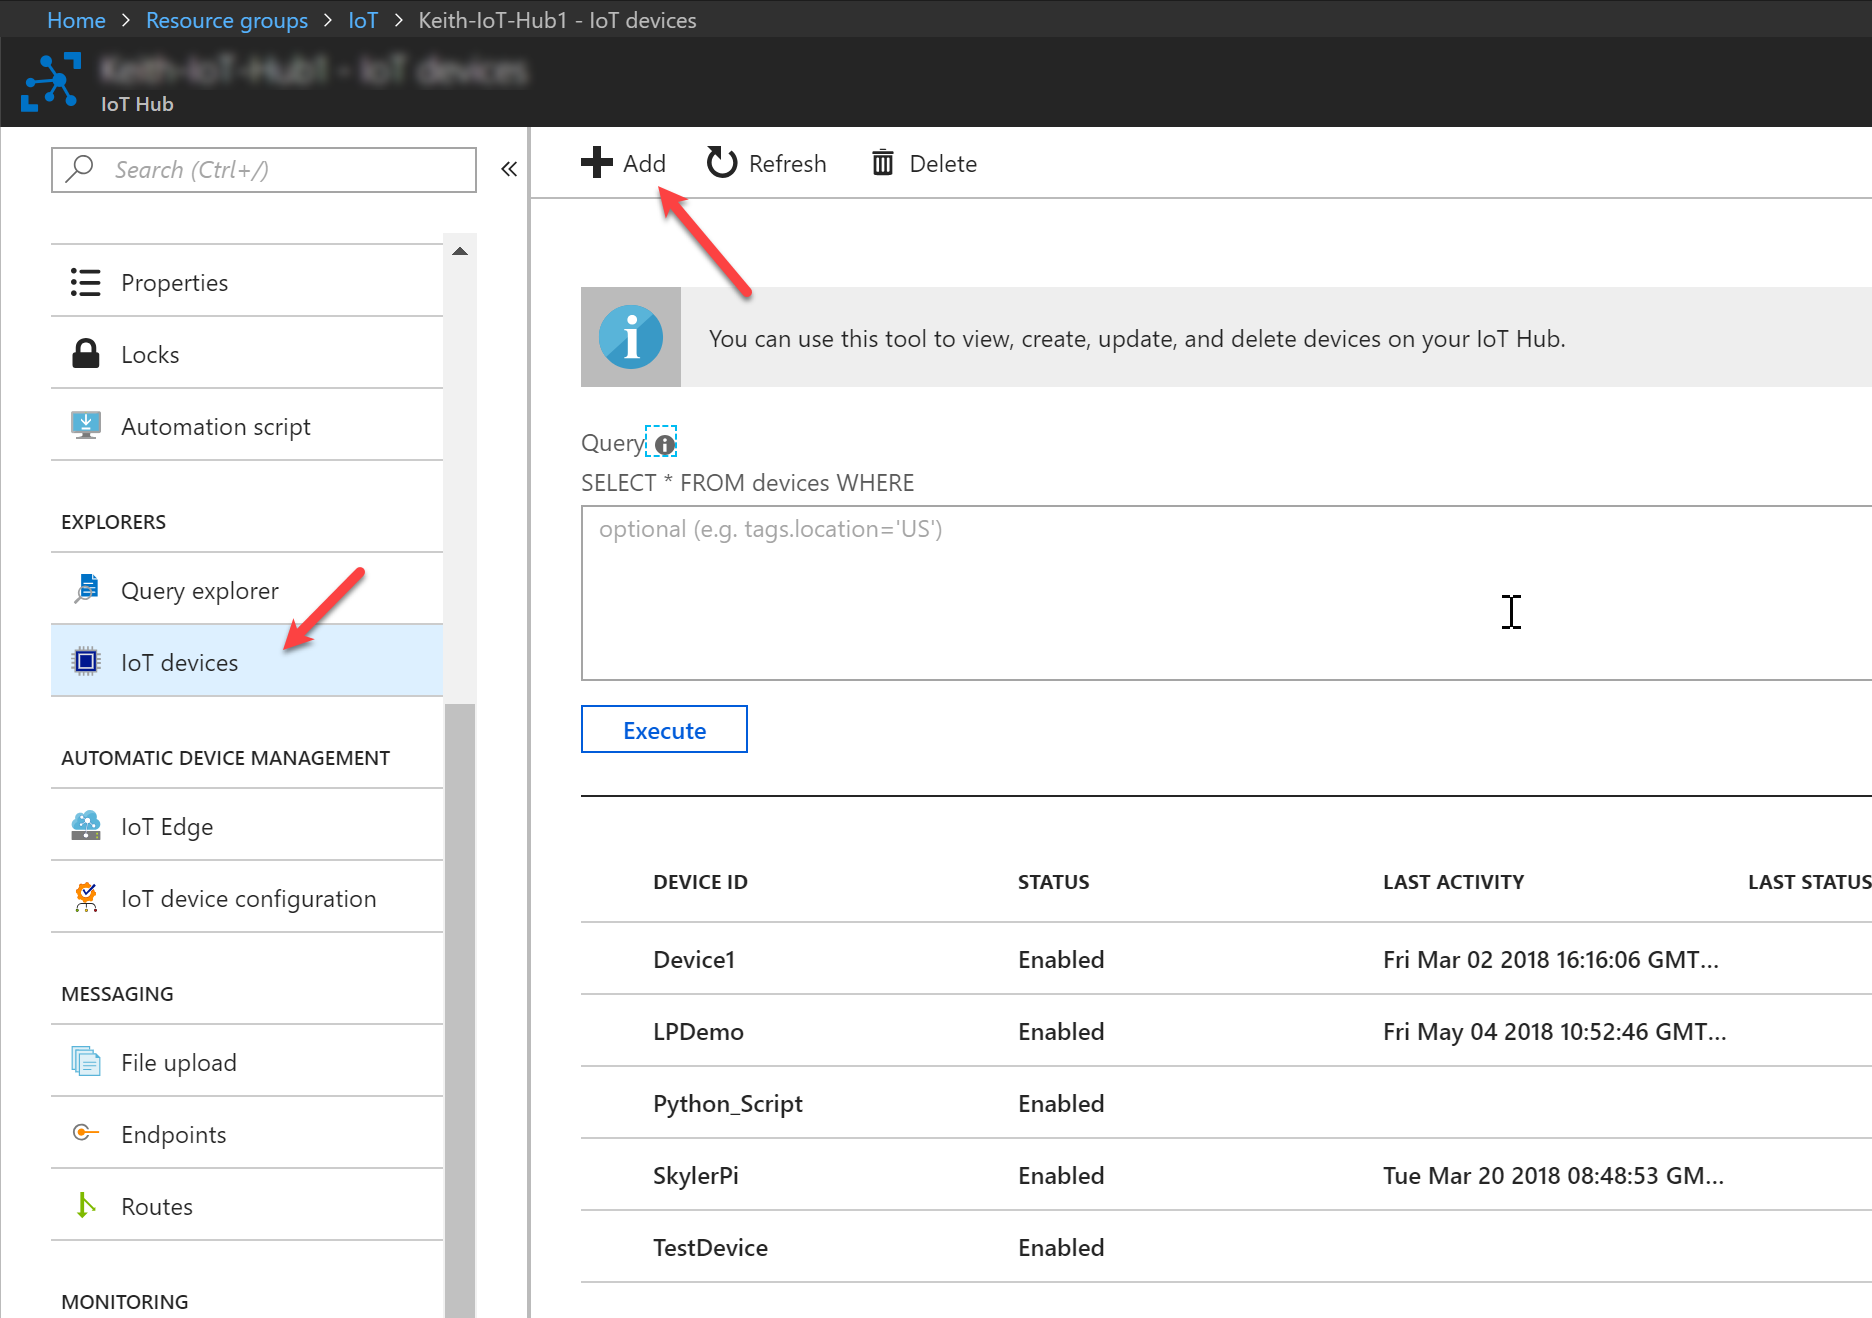 Home > Resource groups > IoT > Keith-IoT-Hub1 - IoT devices
Keith-IoT-Hub1 - IoT devices
IoT Hub
Search (Ctrl+/)
«
Properties
Locks
Automation script
EXPLORERS
Query explorer
IoT devices
AUTOMATIC DEVICE MANAGEMENT
IoT Edge
IoT device configuration
MESSAGING
File upload
Endpoints
Routes
MONITORING
Add Refresh Delete
You can use this tool to view, create, update, and delete devices on your IoT Hub.
Query
SELECT * FROM devices WHERE
optional (e.g. tags.location='US')
Execute
DEVICE ID STATUS LAST ACTIVITY LAST STATUS
Device1 Enabled Fri Mar 02 2018 16:16:06 GMT...
LPDemo Enabled Fri May 04 2018 10:52:46 GMT...
Python_Script Enabled
SkylerPi Enabled Tue Mar 20 2018 08:48:53 GM...
TestDevice Enabled